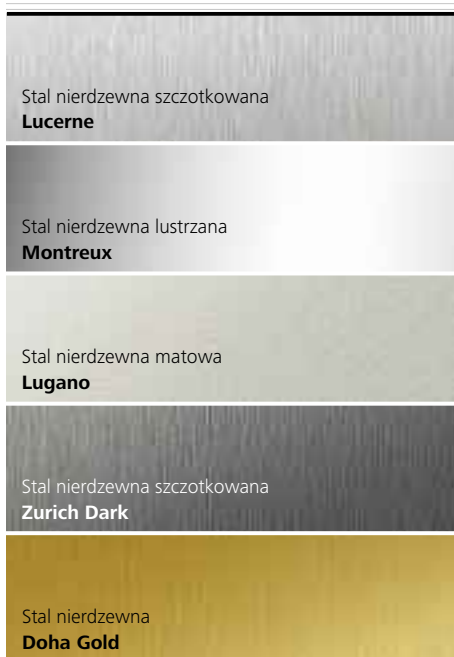 Stal nierdzewna szczotkowana
Lucerne
Stal nierdzewna lustrzana
Montreux
Stal nierdzewna matowa
Lugano
Stal nierdzewna szczotkowana
Zurich Dark
Stal nierdzewna
Doha Gold